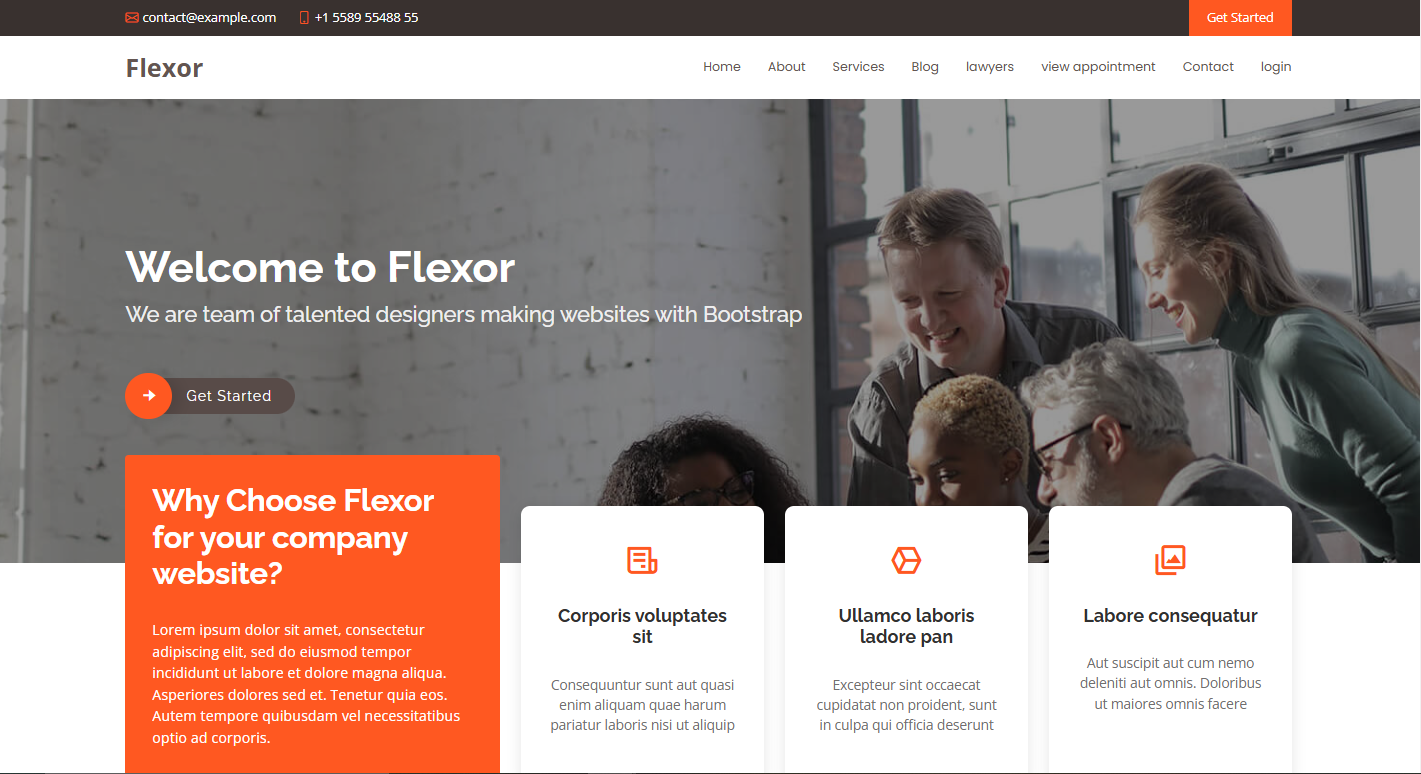 contact@example.com +1 5589 55488 55 Get Started
Flexor Home About Services Blog lawyers view appointment Contact login
Welcome to Flexor
We are team of talented designers making websites with Bootstrap
Get Started
Why Choose Flexor
for your company
website?
Lorem ipsum dolor sit amet, consectetur
adipiscing elit, sed do eiusmod tempor
incididunt ut labore et dolore magna aliqua.
Asperiores dolores sed et. Tenetur quia eos.
Autem tempore quibusdam vel necessitatibus
optio ad corporis.
Corporis voluptates
sit
Consequuntur sunt aut quasi
enim aliquam quae harum
pariatur laboris nisi ut aliquip
Ullamco laboris
ladore pan
Excepteur sint occaecat
cupidatat non proident, sunt
in culpa qui officia deserunt
Labore consequatur
Aut suscipit aut cum nemo
deleniti aut omnis. Doloribus
ut maiores omnis facere